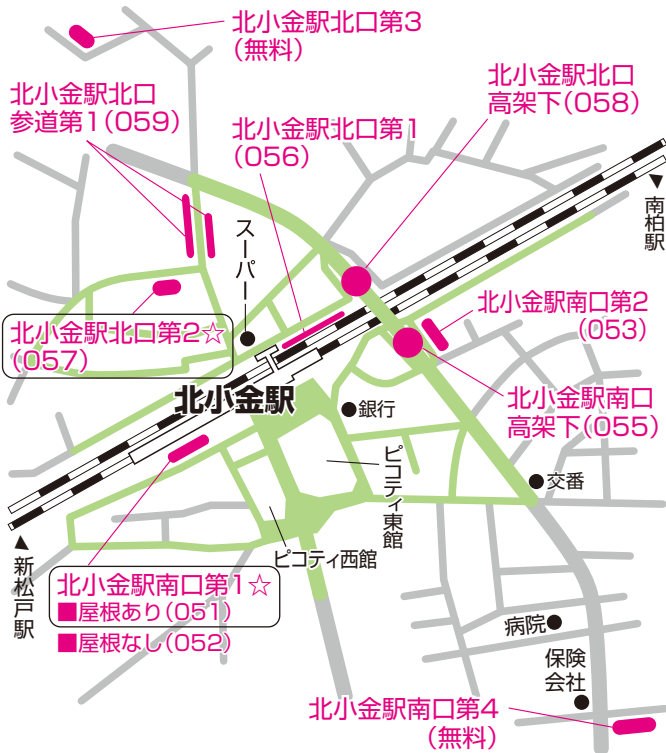 北小金駅北口第3
(無料)
北小金駅北口
参道第1(059)
北小金駅北口第1
(056)
北小金駅北口
高架下(058)
▲南柏駅
スーパー
北小金駅南口第2
(053)
北小金駅北口第2☆
(057)
北小金駅
銀行
北小金駅南口
高架下(055)
ピコティ東館
交番
ピコティ西館
▲新松戸駅
北小金駅南口第1☆
■屋根あり(051)
■屋根なし(052)
病院
保険
会社
北小金駅南口第4
(無料)